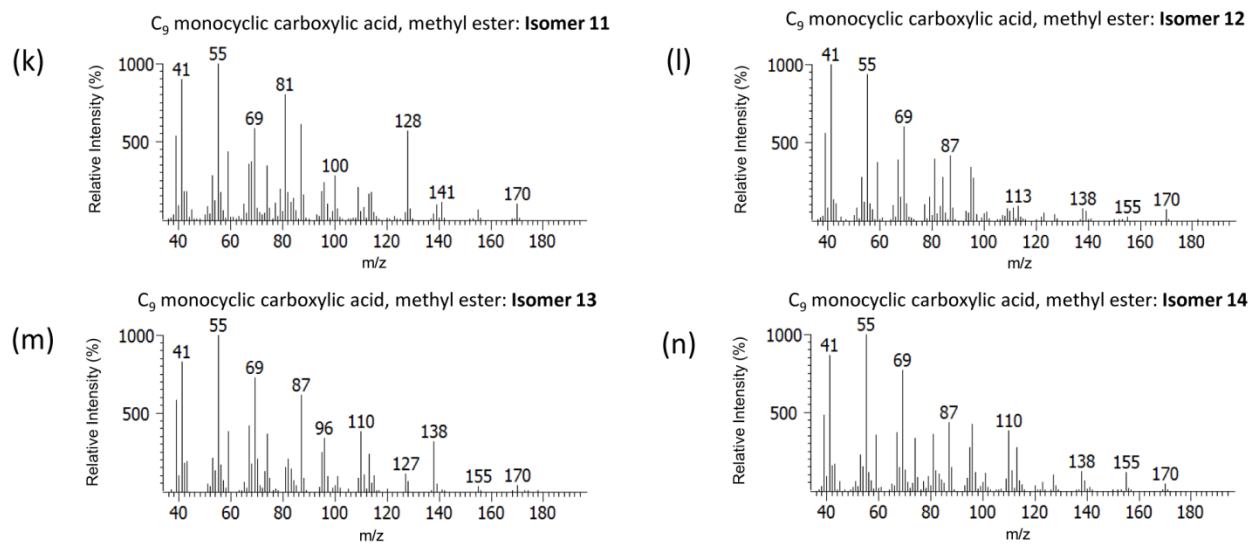 C₉ monocyclic carboxylic acid, methyl ester: Isomer 11
(k)
Relative Intensity (%)
1000
500
41
55
69
81
100
128
141
170
40 60 80 100 120 140 160 180
m/z
C₉ monocyclic carboxylic acid, methyl ester: Isomer 12
(l)
Relative Intensity (%)
1000
500
41
55
69
87
113
138
155
170
40 60 80 100 120 140 160 180
m/z
C₉ monocyclic carboxylic acid, methyl ester: Isomer 13
(m)
Relative Intensity (%)
1000
500
41
55
69
87
96
110
127
138
155
170
40 60 80 100 120 140 160 180
m/z
C₉ monocyclic carboxylic acid, methyl ester: Isomer 14
(n)
Relative Intensity (%)
1000
500
41
55
69
87
110
138
155
170
40 60 80 100 120 140 160 180
m/z